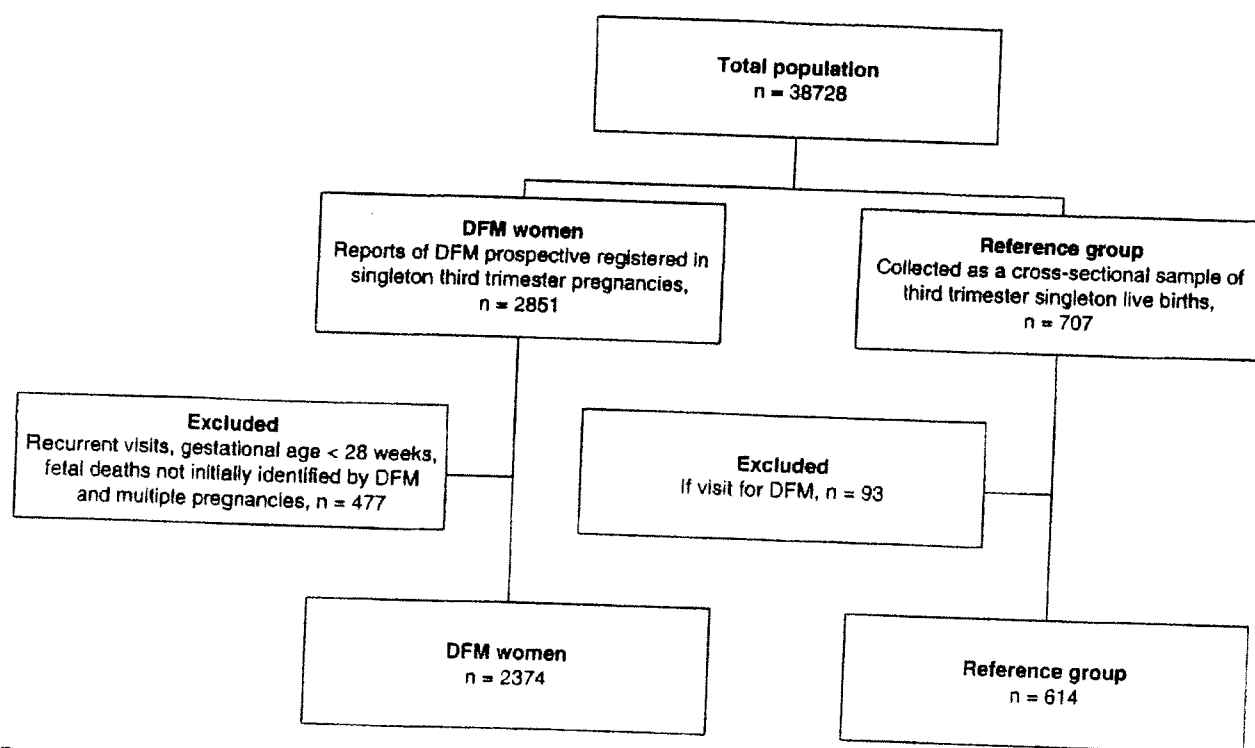 Total population
n = 38728
DFM women
Reports of DFM prospective registered in
singleton third trimester pregnancies,
n = 2851
Reference group
Collected as a cross-sectional sample of
third trimester singleton live births,
n = 707
Excluded
Recurrent visits, gestational age < 28 weeks,
fetal deaths not initially identified by DFM
and multiple pregnancies, n = 477
Excluded
If visit for DFM, n = 93
DFM women
n = 2374
Reference group
n = 614